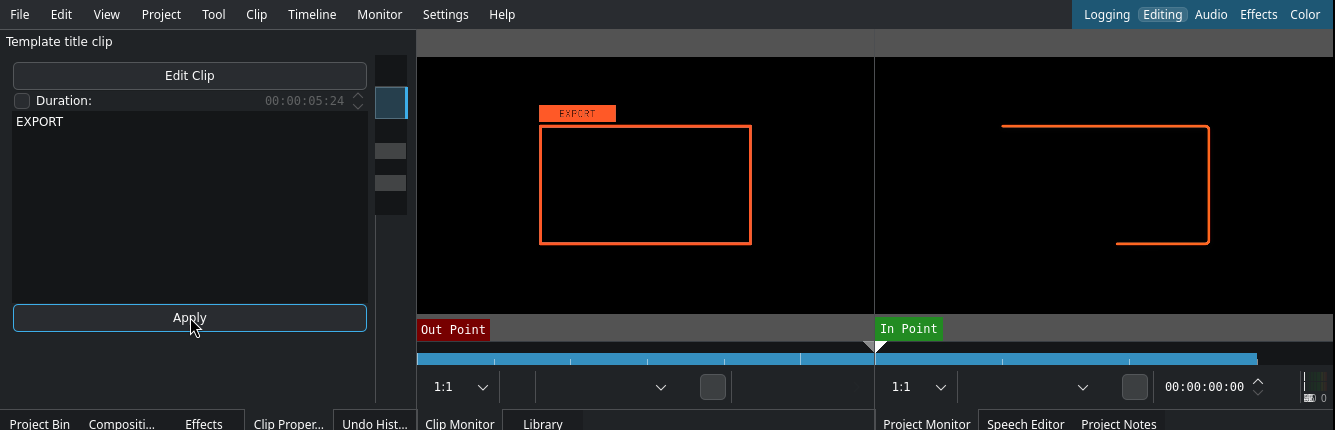 File Edit View Project Tool Clip Timeline Monitor Settings Help
Logging Editing Audio Effects Color
Template title clip
Edit Clip
Duration: 00:00:05:24
EXPORT
Apply
EXPORT
Out Point
In Point
1:1
1:1
00:00:00:00
0
Project Bin Compositi... Effects Clip Proper... Undo Hist... Clip Monitor Library Project Monitor Speech Editor Project Notes